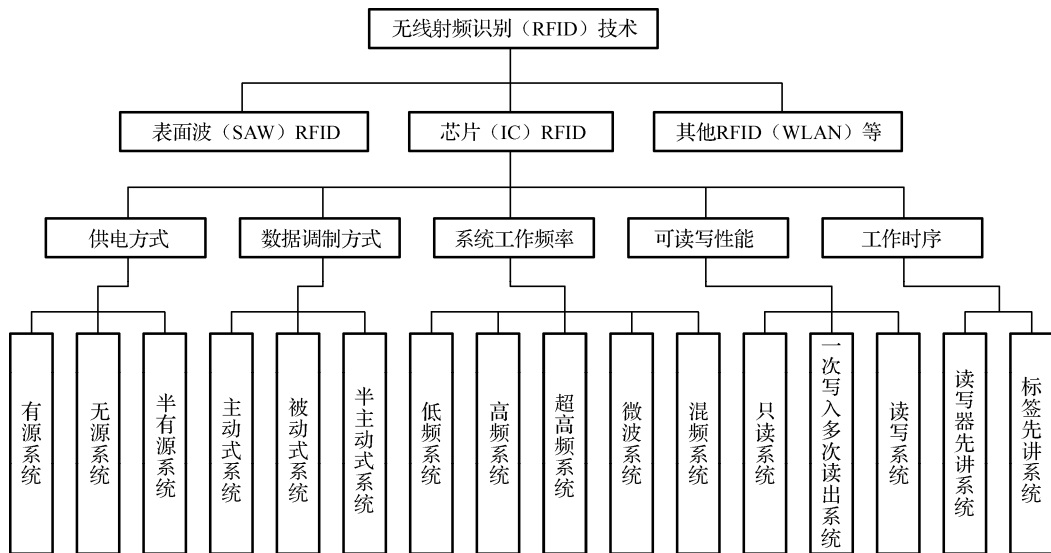 无线射频识别（RFID）技术
表面波（SAW）RFID
芯片（IC）RFID
其他RFID（WLAN）等
供电方式
数据调制方式
系统工作频率
可读写性能
工作时序
有源系统
无源系统
半有源系统
主动式系统
被动式系统
半主动式系统
低频系统
高频系统
超高频系统
微波系统
混频系统
只读系统
一次写入多次读出系统
读写系统
读写器先讲系统
标签先讲系统